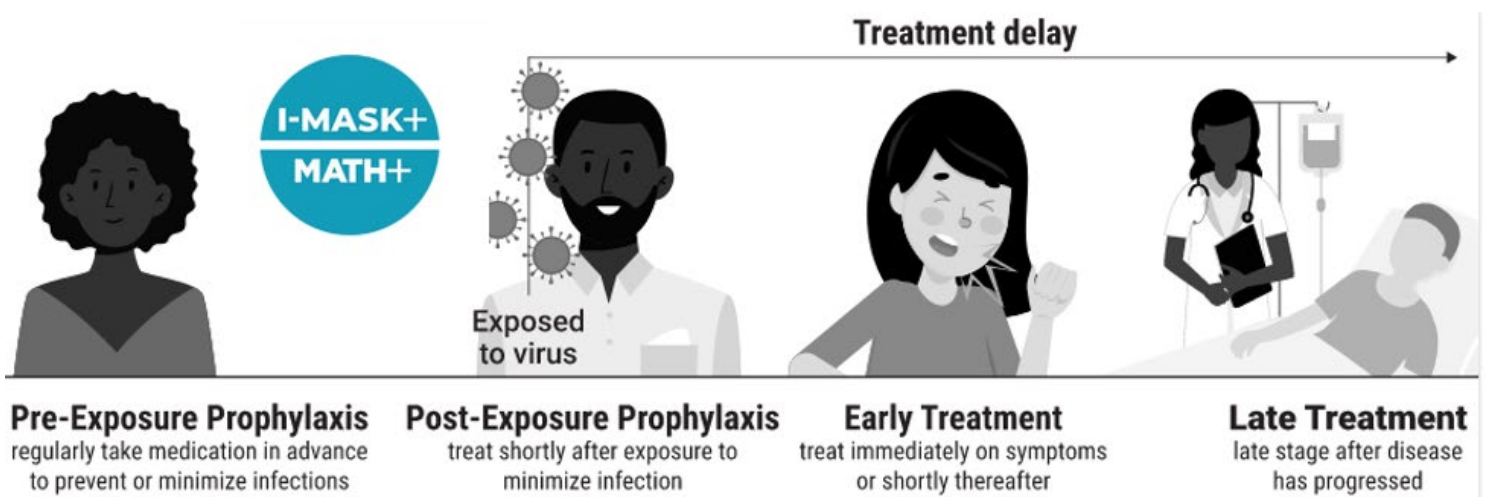 Treatment delay
I-MASK+
MATH+
Exposed
to virus
Pre-Exposure Prophylaxis
regularly take medication in advance
to prevent or minimize infections
Post-Exposure Prophylaxis
treat shortly after exposure to
minimize infection
Early Treatment
treat immediately on symptoms
or shortly thereafter
Late Treatment
late stage after disease
has progressed